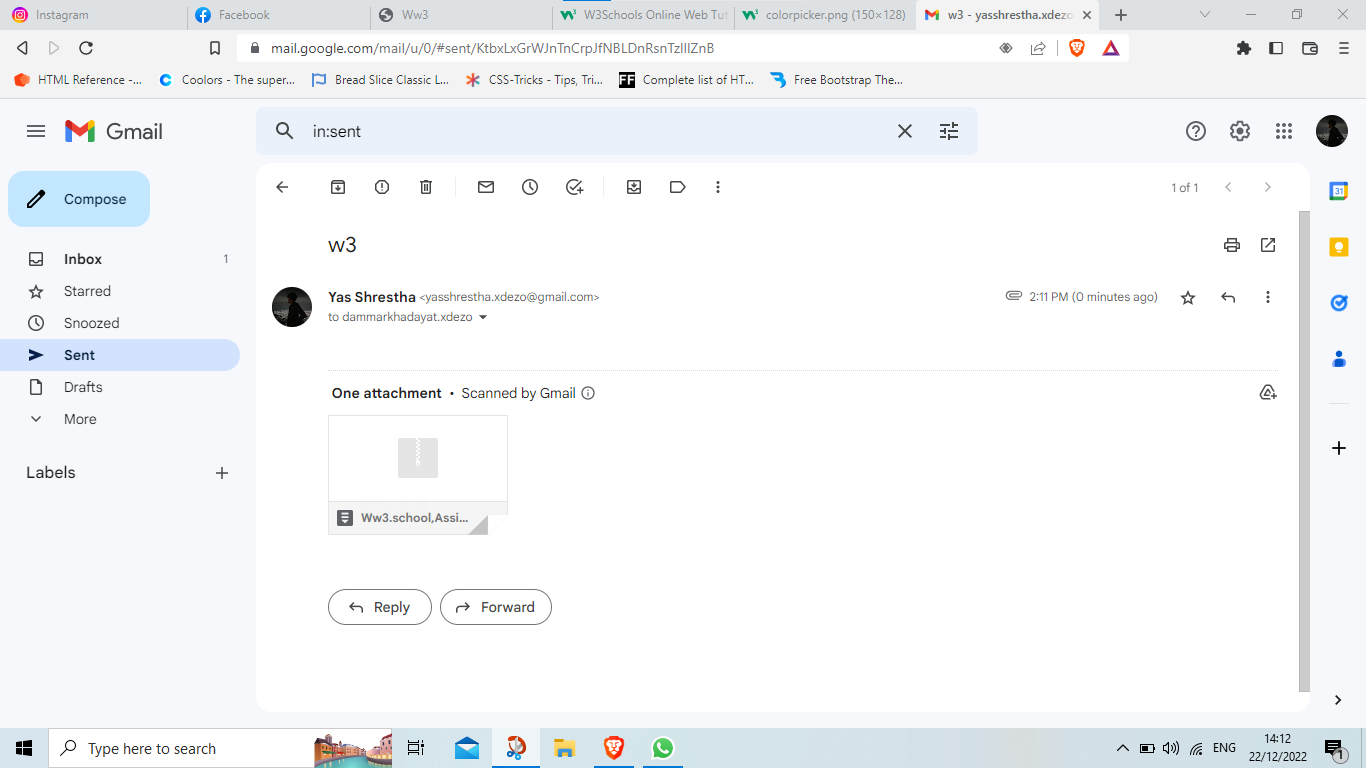 Instagram
Facebook
Ww3
W3Schools Online Web Tut
colorpicker.png (150×128)
w3 - yasshrestha.xdezo
mail.google.com/mail/u/0/#sent/KtbxLxGrWJnTnCrpJfNBLDnRsnTzlllZnB
HTML Reference -...
Coolors - The super...
Bread Slice Classic L...
CSS-Tricks - Tips, Tri...
FF
Complete list of HT...
Free Bootstrap The...
Gmail
in:sent
Compose
1 of 1
31
w3
Inbox 1
Starred
Snoozed
Sent
Drafts
More
Labels
Yas Shrestha <yasshrestha.xdezo@gmail.com>
2:11 PM (0 minutes ago)
to dammarkhadayat.xdezo
One attachment • Scanned by Gmail
Ww3.school,Assi...
Reply
Forward
Type here to search
ENG
14:12
22/12/2022
1